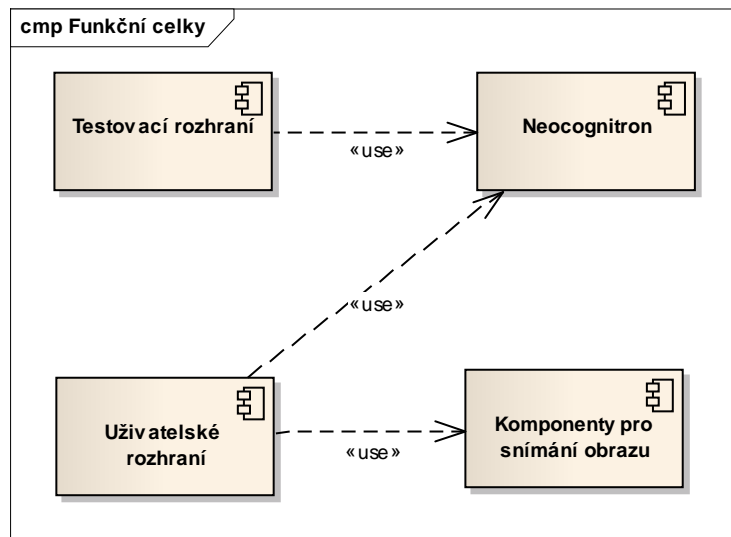 cmp Funkční celky
Testovací rozhraní
Neocognitron
«use»
«use»
Uživatelské
rozhraní
Komponenty pro
snímání obrazu
«use»